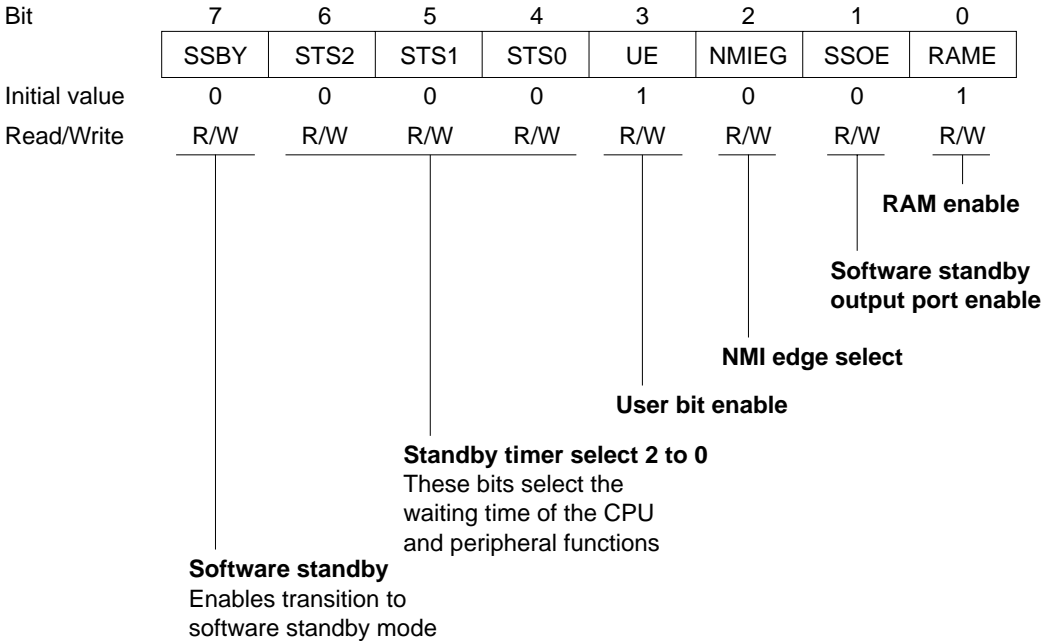 Bit 7 6 5 4 3 2 1 0
SSBY STS2 STS1 STS0 UE NMIEG SSOE RAME
Initial value 0 0 0 0 1 0 0 1
Read/Write R/W R/W R/W R/W R/W R/W R/W R/W
RAM enable
Software standby
output port enable
NMI edge select
User bit enable
Standby timer select 2 to 0
These bits select the
waiting time of the CPU
and peripheral functions
Software standby
Enables transition to
software standby mode